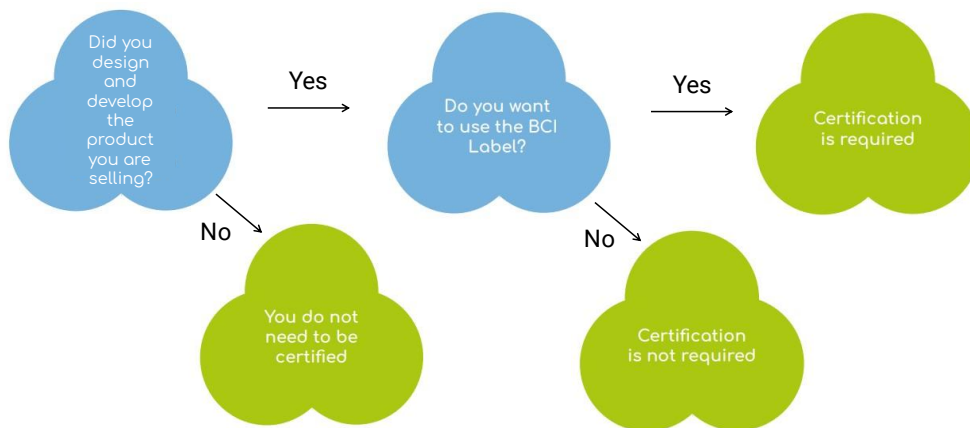 Did you
design
and
develop
the
product
you are
selling?
Yes
Do you want
to use the BCI
Label?
Yes
Certification
is required
No
You do not
need to be
certified
No
Certification
is not required